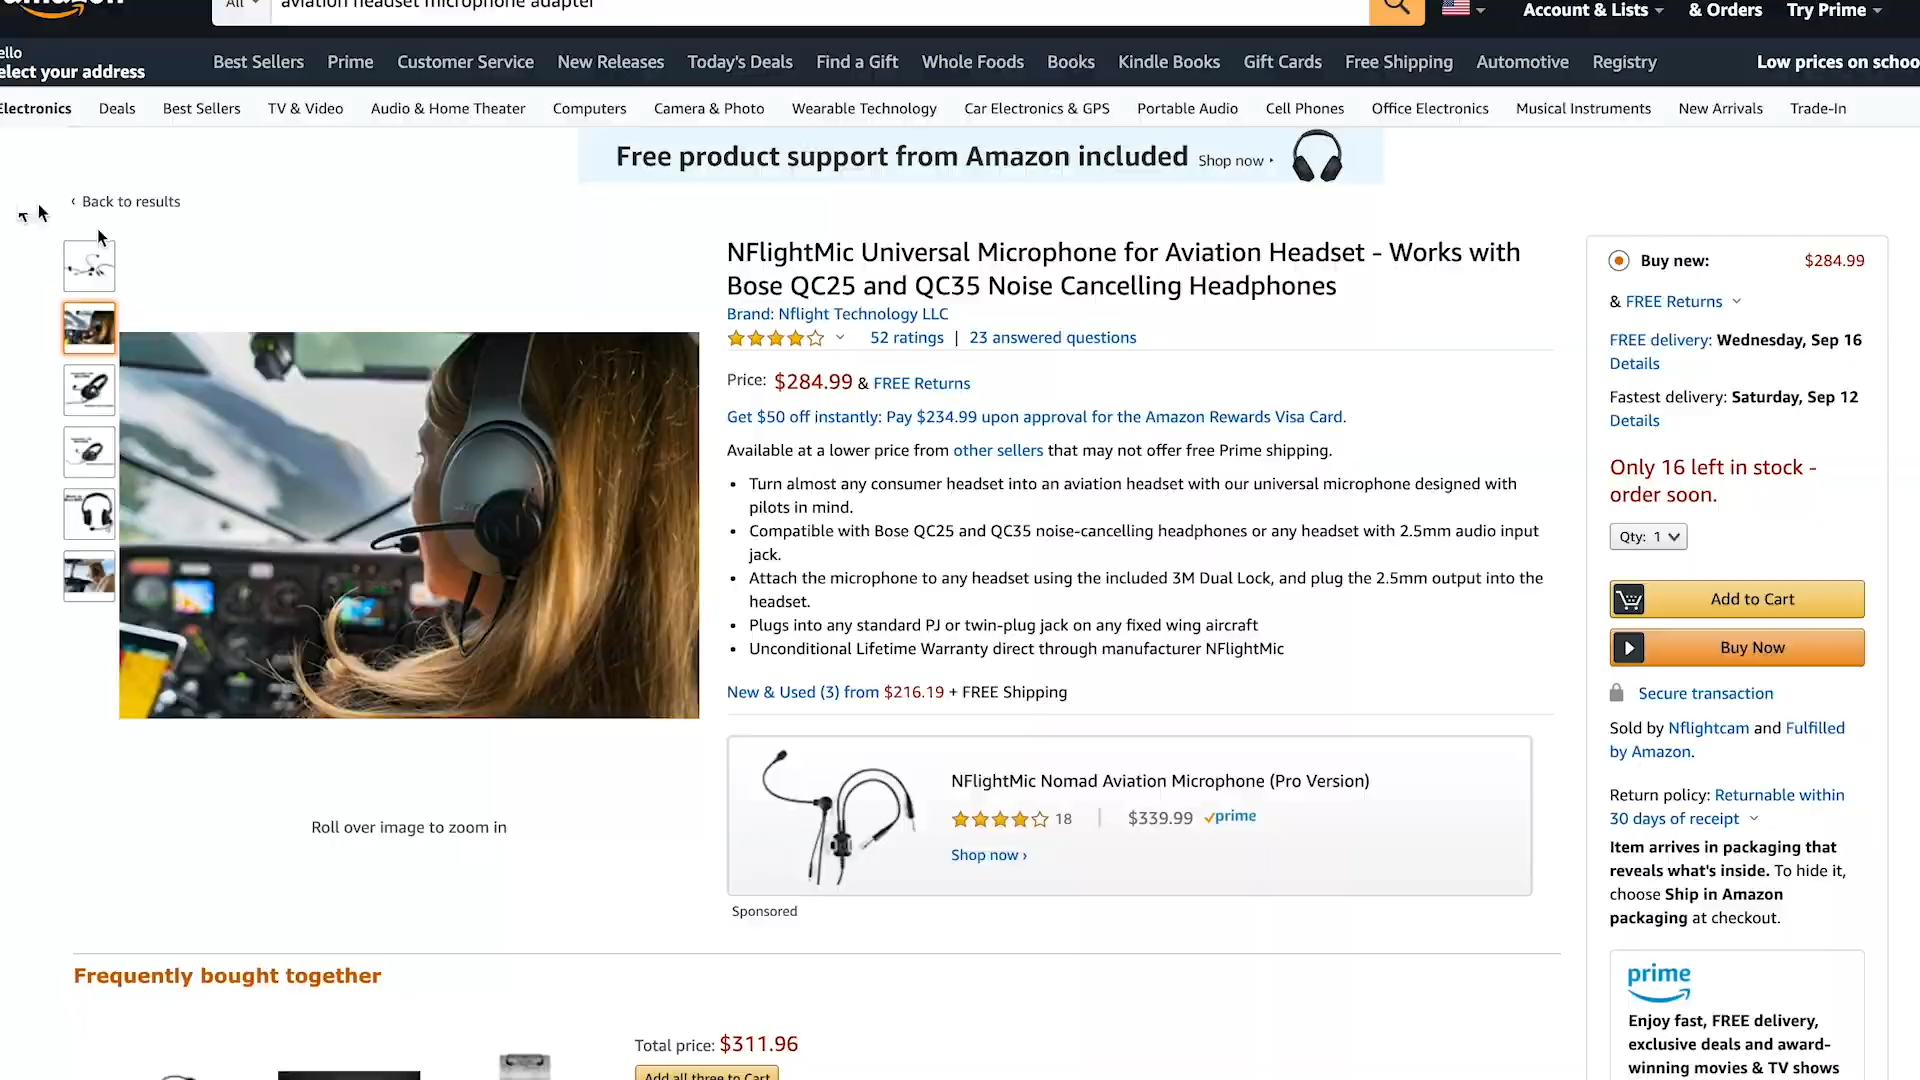 amazon
All aviation headset microphone adapter
Account & Lists & Orders Try Prime
ello
elect your address
Best Sellers Prime Customer Service New Releases Today's Deals Find a Gift Whole Foods Books Kindle Books Gift Cards Free Shipping Automotive Registry Low prices on schoo
Electronics Deals Best Sellers TV & Video Audio & Home Theater Computers Camera & Photo Wearable Technology Car Electronics & GPS Portable Audio Cell Phones Office Electronics Musical Instruments New Arrivals Trade-In
Free product support from Amazon included Shop now ▸
‹ Back to results
NFlightMic Universal Microphone for Aviation Headset - Works with
Bose QC25 and QC35 Noise Cancelling Headphones
Brand: Nflight Technology LLC
52 ratings | 23 answered questions
Price: $284.99 & FREE Returns
Get $50 off instantly: Pay $234.99 upon approval for the Amazon Rewards Visa Card.
Available at a lower price from other sellers that may not offer free Prime shipping.
• Turn almost any consumer headset into an aviation headset with our universal microphone designed with
pilots in mind.
• Compatible with Bose QC25 and QC35 noise-cancelling headphones or any headset with 2.5mm audio input
jack.
• Attach the microphone to any headset using the included 3M Dual Lock, and plug the 2.5mm output into the
headset.
• Plugs into any standard PJ or twin-plug jack on any fixed wing aircraft
• Unconditional Lifetime Warranty direct through manufacturer NFlightMic
New & Used (3) from $216.19 + FREE Shipping
NFlightMic Nomad Aviation Microphone (Pro Version)
18 | $339.99 prime
Shop now ›
Sponsored
Roll over image to zoom in
Frequently bought together
Total price: $311.96
Add all three to Cart
Buy new: $284.99
& FREE Returns
FREE delivery: Wednesday, Sep 16
Details
Fastest delivery: Saturday, Sep 12
Details
Only 16 left in stock -
order soon.
Qty: 1
Add to Cart
Buy Now
Secure transaction
Sold by Nflightcam and Fulfilled
by Amazon.
Return policy: Returnable within
30 days of receipt
Item arrives in packaging that
reveals what's inside. To hide it,
choose Ship in Amazon
packaging at checkout.
prime
Enjoy fast, FREE delivery,
exclusive deals and award-
winning movies & TV shows